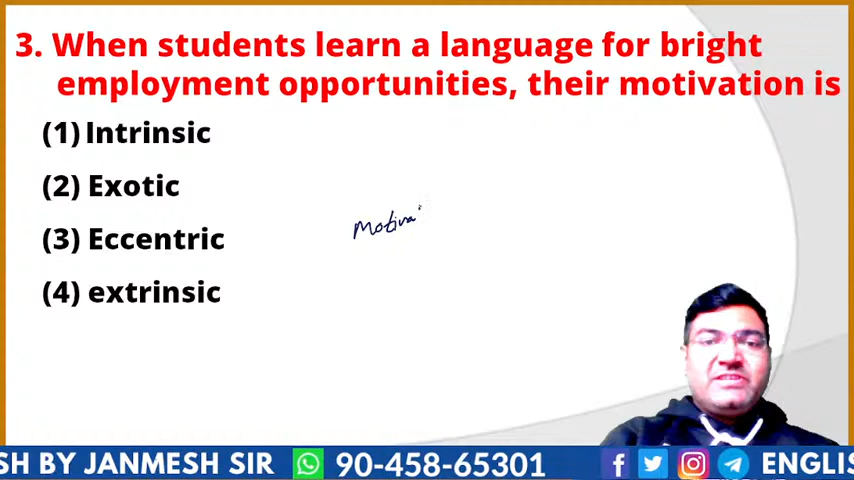 3. When students learn a language for bright
employment opportunities, their motivation is
(1) Intrinsic
(2) Exotic
(3) Eccentric
(4) extrinsic
Motiva
SH BY JANMESH SIR 90-458-65301 ENGLIS